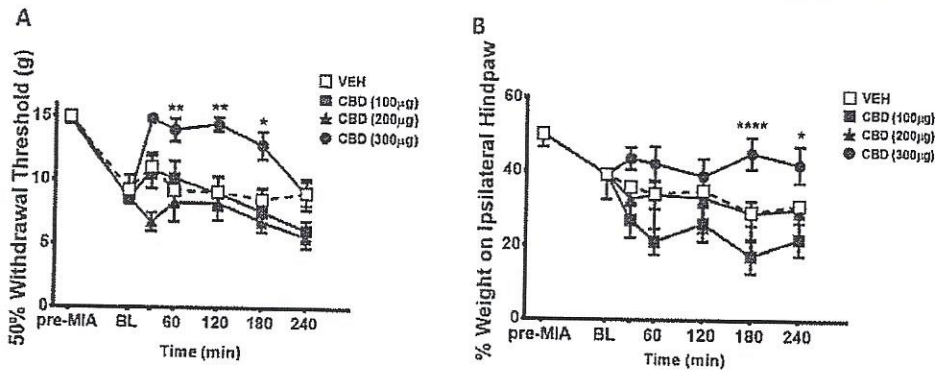 A
50% Withdrawal Threshold (g)
15
10
5
0
** ** *
VEH
CBD (100µg)
CBD (200µg)
CBD (300µg)
pre-MIA BL 60 120 180 240
Time (min)
B
% Weight on Ipsilateral Hindpaw
60
40
20
0
**** *
VEH
CBD (100µg)
CBD (200µg)
CBD (300µg)
pre-MIA BL 60 120 180 240
Time (min)